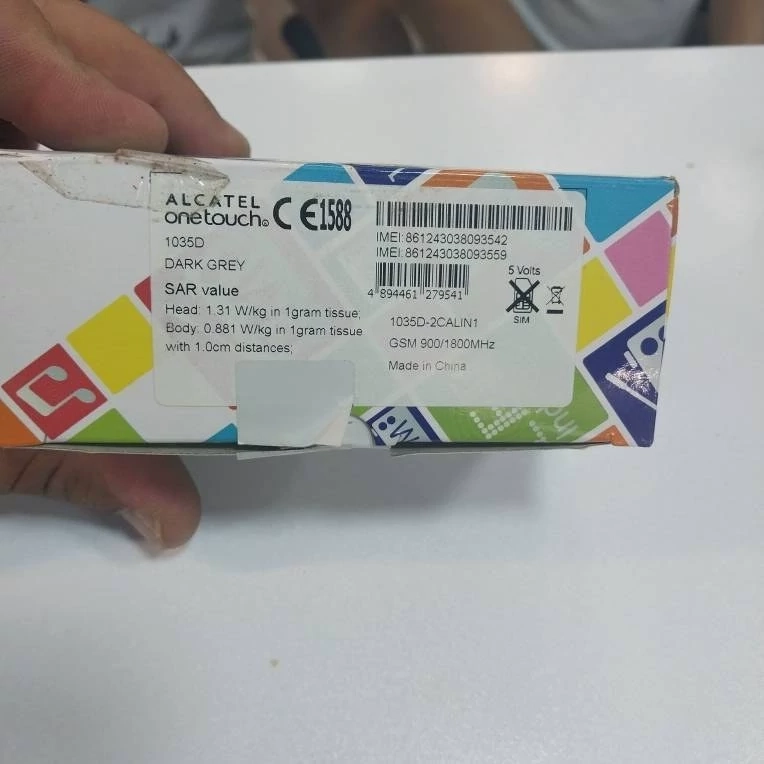 ALCATEL
onetouch
CE1588
1035D
DARK GREY
SAR value
Head: 1.31 W/kg in 1gram tissue;
Body: 0.881 W/kg in 1gram tissue
with 1.0cm distances;
IMEI: 861243038093542
IMEI: 861243038093559
4 894461 279541
5 Volts
SIM
1035D-2CALIN1
GSM 900/1800MHz
Made in China